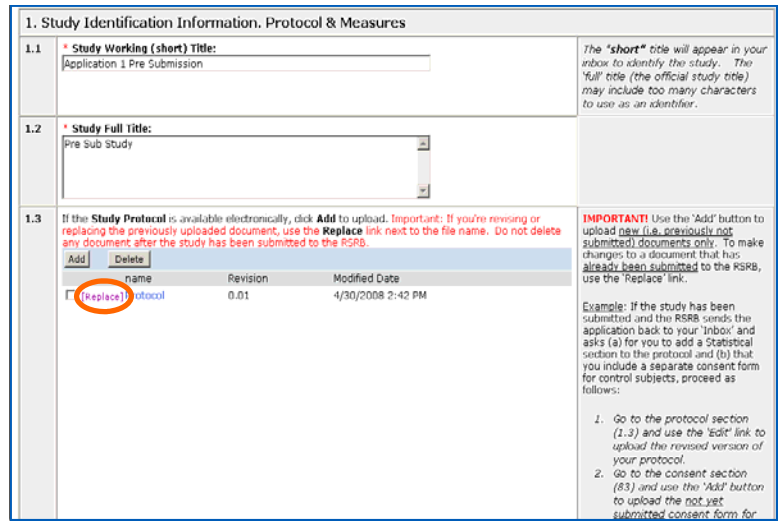 1. Study Identification Information. Protocol & Measures
1.1
* Study Working (short) Title:
Application 1 Pre Submission
The "short" title will appear in your
inbox to identify the study. The
'full' title (the official study title)
may include too many characters
to use as an identifier.
1.2
* Study Full Title:
Pre Sub Study
1.3
If the Study Protocol is available electronically, click Add to upload. Important: If you're revising or
replacing the previously uploaded document, use the Replace link next to the file name. Do not delete
any document after the study has been submitted to the RSRB.
Add Delete
name Revision Modified Date
[Replace] Protocol 0.01 4/30/2008 2:42 PM
IMPORTANT! Use the 'Add' button to
upload new (i.e. previously not
submitted) documents only. To make
changes to a document that has
already been submitted to the RSRB,
use the 'Replace' link.
Example: If the study has been
submitted and the RSRB sends the
application back to your 'Inbox' and
asks (a) for you to add a Statistical
section to the protocol and (b) that
you include a separate consent form
for control subjects, proceed as
follows:
1. Go to the protocol section
(1.3) and use the 'Edit' link to
upload the revised version of
your protocol.
2. Go to the consent section
(83) and use the 'Add' button
to upload the not yet
submitted consent form for